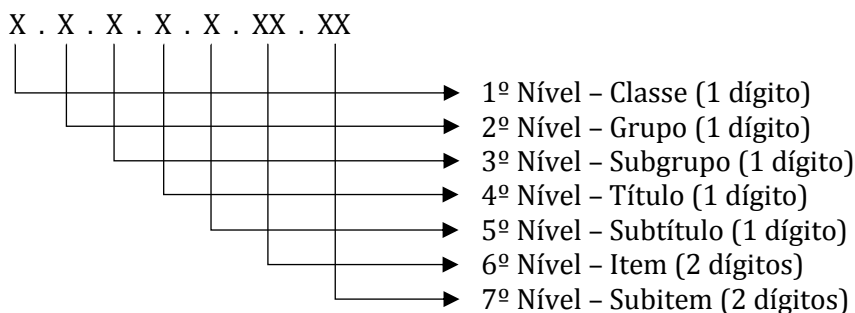 X . X . X . X . X . XX . XX
1º Nível – Classe (1 dígito)
2º Nível – Grupo (1 dígito)
3º Nível – Subgrupo (1 dígito)
4º Nível – Título (1 dígito)
5º Nível – Subtítulo (1 dígito)
6º Nível – Item (2 dígitos)
7º Nível – Subitem (2 dígitos)